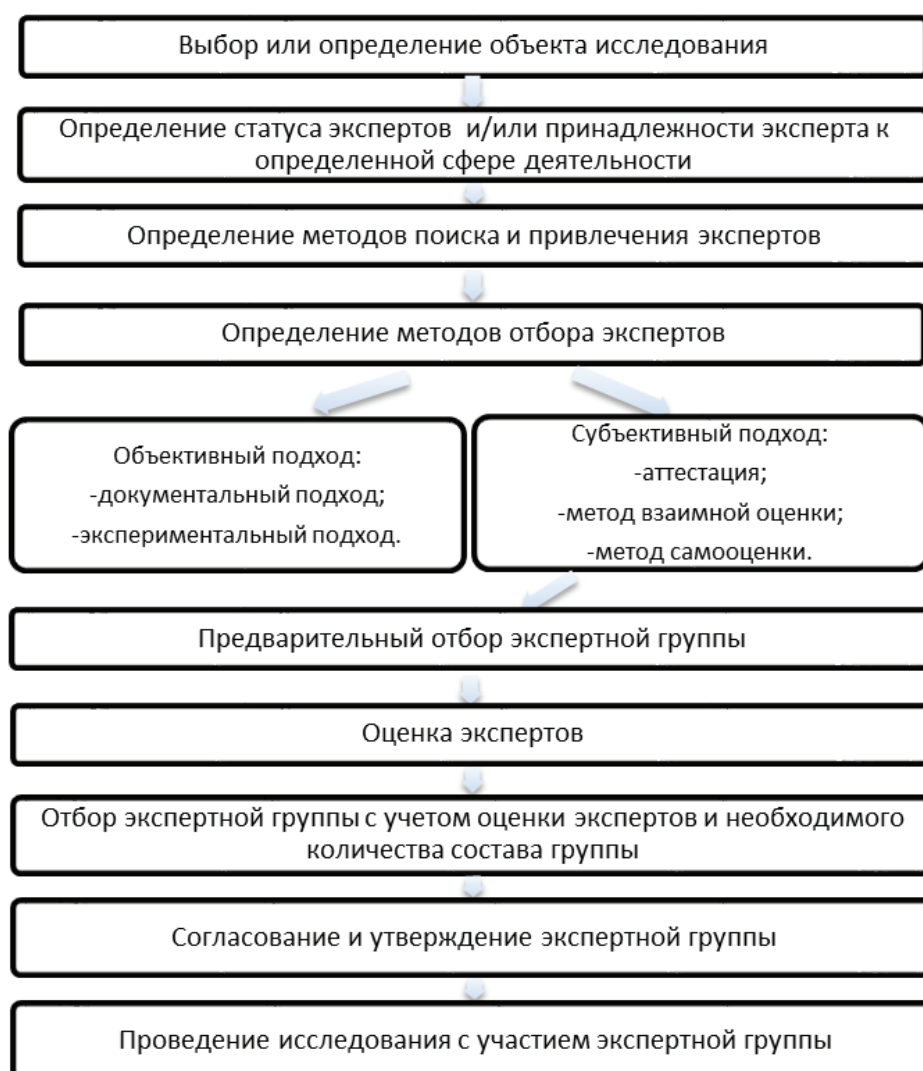 Выбор или определение объекта исследования
Определение статуса экспертов и/или принадлежности эксперта к
определенной сфере деятельности
Определение методов поиска и привлечения экспертов
Определение методов отбора экспертов
Объективный подход:
-документальный подход;
-экспериментальный подход.
Субъективный подход:
-аттестация;
-метод взаимной оценки;
-метод самооценки.
Предварительный отбор экспертной группы
Оценка экспертов
Отбор экспертной группы с учетом оценки экспертов и необходимого
количества состава группы
Согласование и утверждение экспертной группы
Проведение исследования с участием экспертной группы